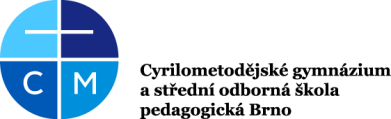 C M
Cyrilometodějské gymnázium
a střední odborná škola
pedagogická Brno